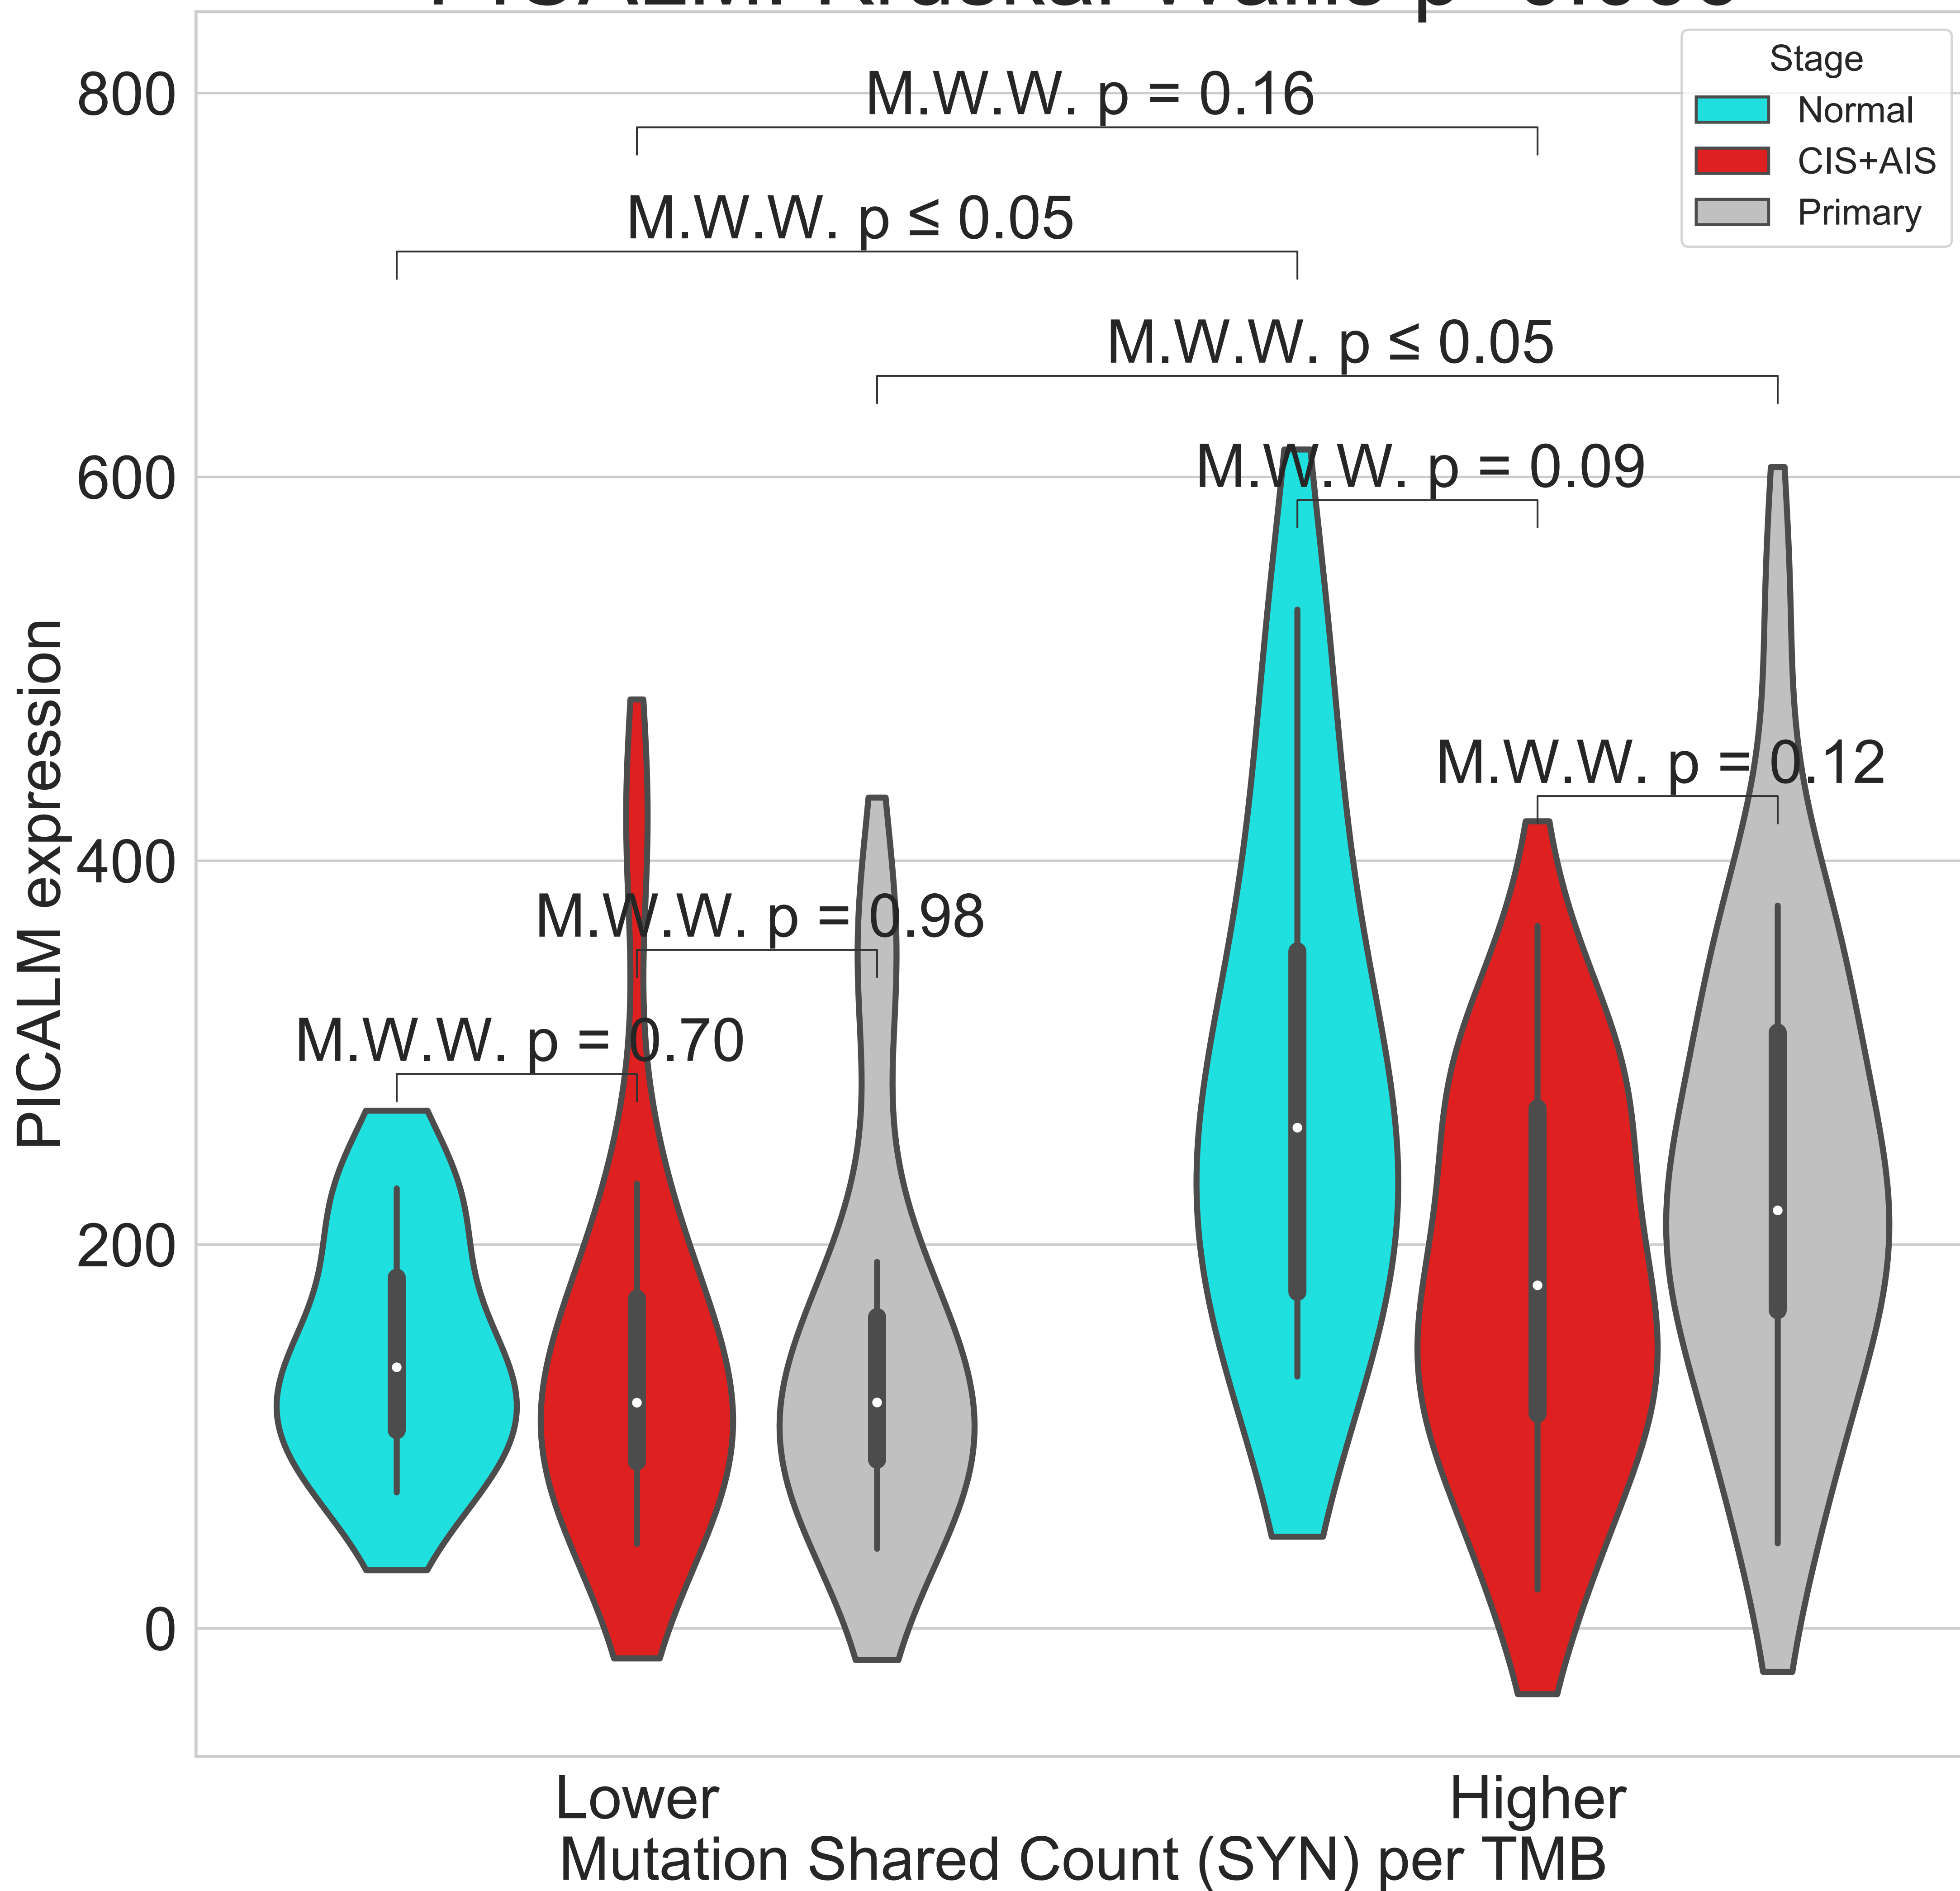 Stage
Normal
CIS+AIS
Primary
800
600
400
200
0
PICALM expression
M.W.W. p = 0.16
M.W.W. p ≤ 0.05
M.W.W. p ≤ 0.05
M.W.W. p = 0.09
M.W.W. p = 0.12
M.W.W. p = 0.98
M.W.W. p = 0.70
Lower
Higher
Mutation Shared Count (SYN) per TMB